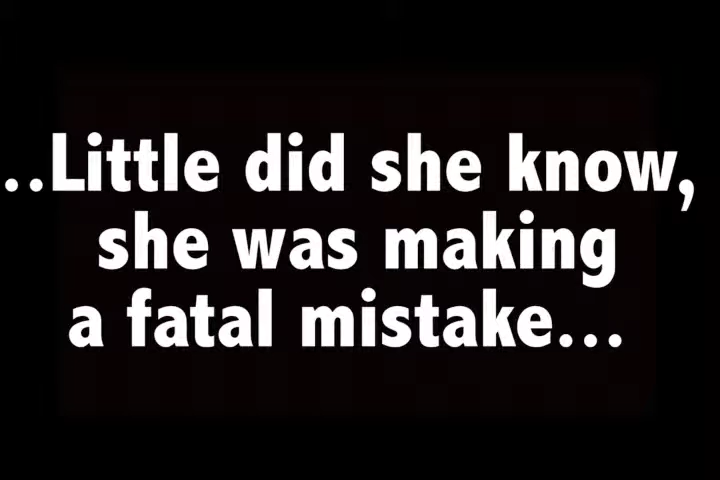 ..Little did she know,
she was making
a fatal mistake...